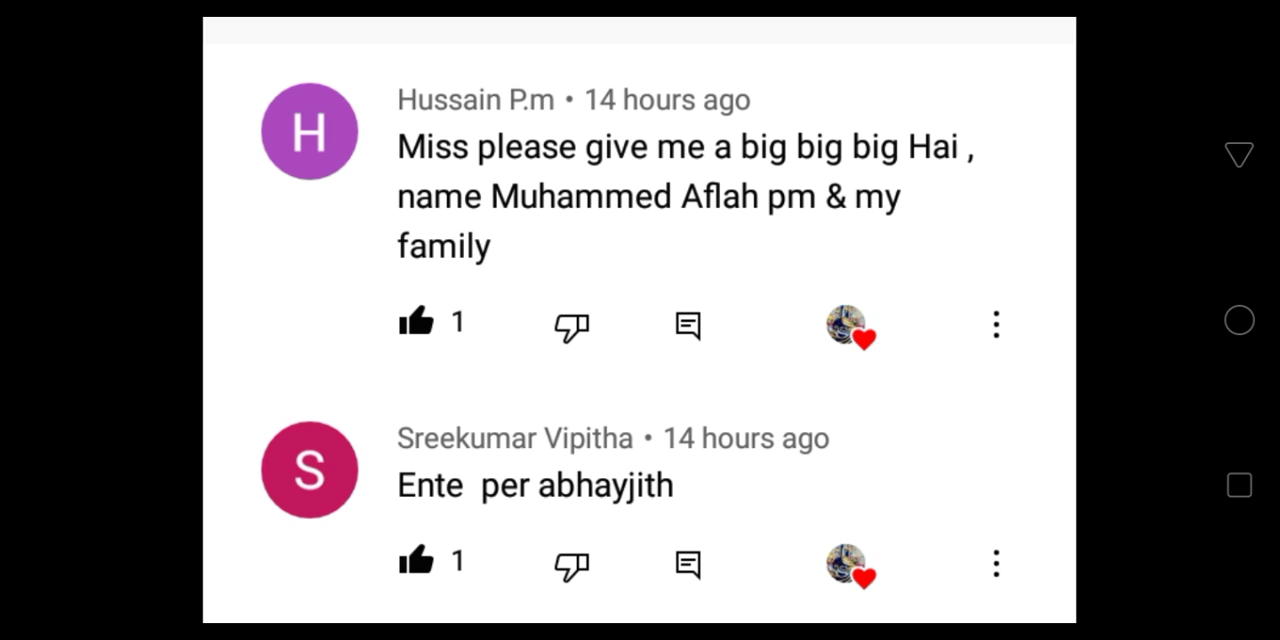 H
Hussain P.m • 14 hours ago
Miss please give me a big big big Hai ,
name Muhammed Aflah pm & my
family
1
S
Sreekumar Vipitha • 14 hours ago
Ente  per abhayjith
1